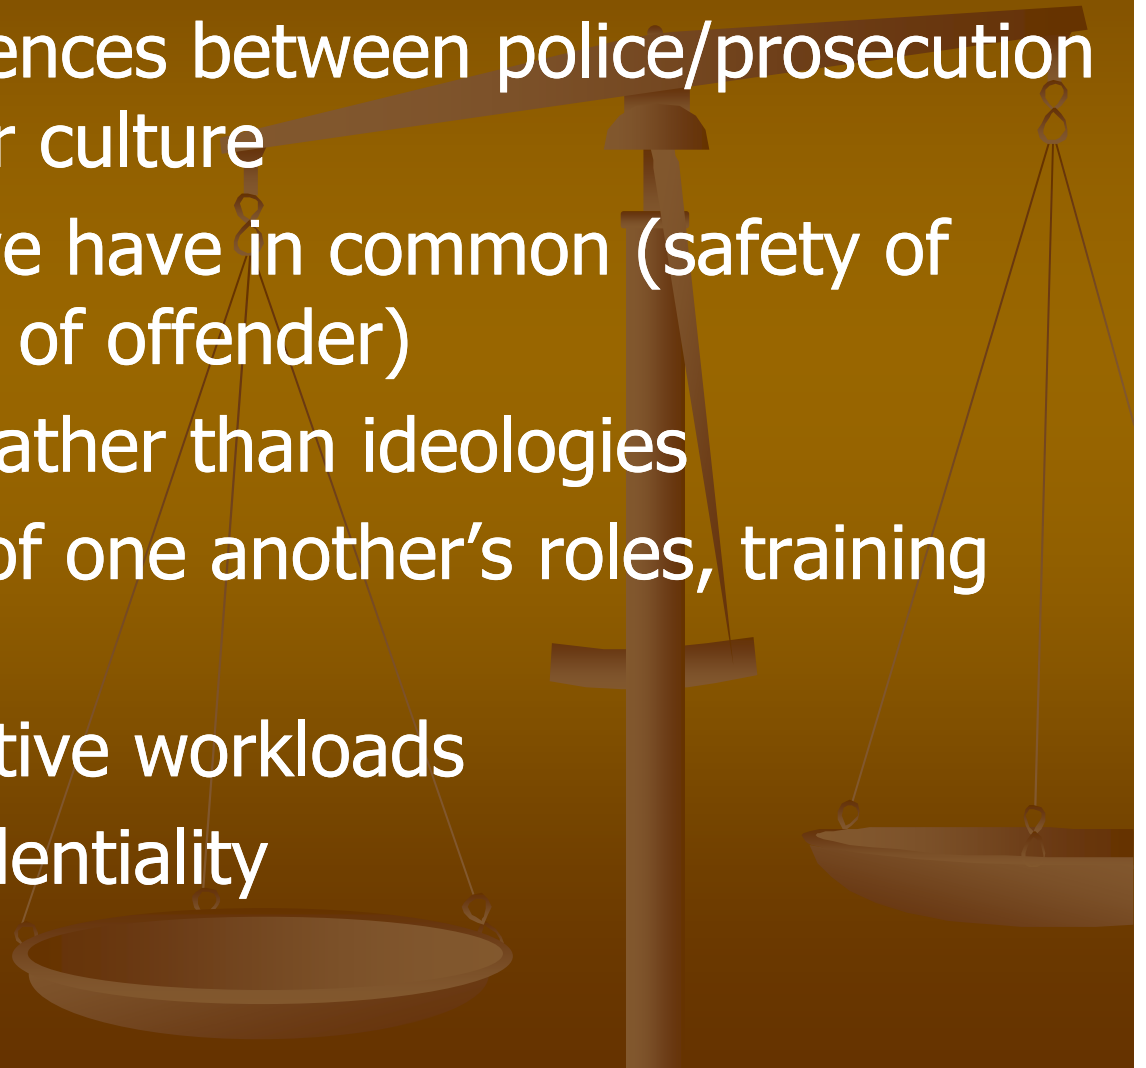 ences between police/prosecution
r culture
e have in common (safety of
of offender)
ather than ideologies
of one another’s roles, training
tive workloads
dentiality